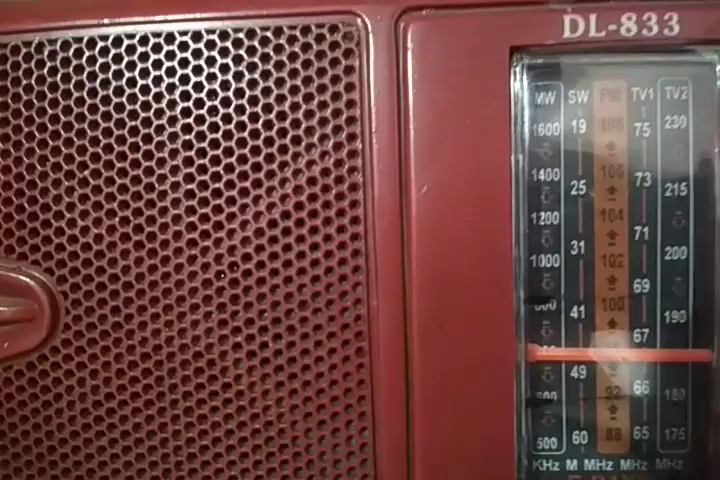 DL-833
MW SW FM TV1 TV2
1600 19 108 75 230
1400 25 106 73 215
1200 31 104 71 200
1000 102
800 41 100 69 190
67
49 92 66 180
500 60 88 65 175
KHz M MHz MHz MHz